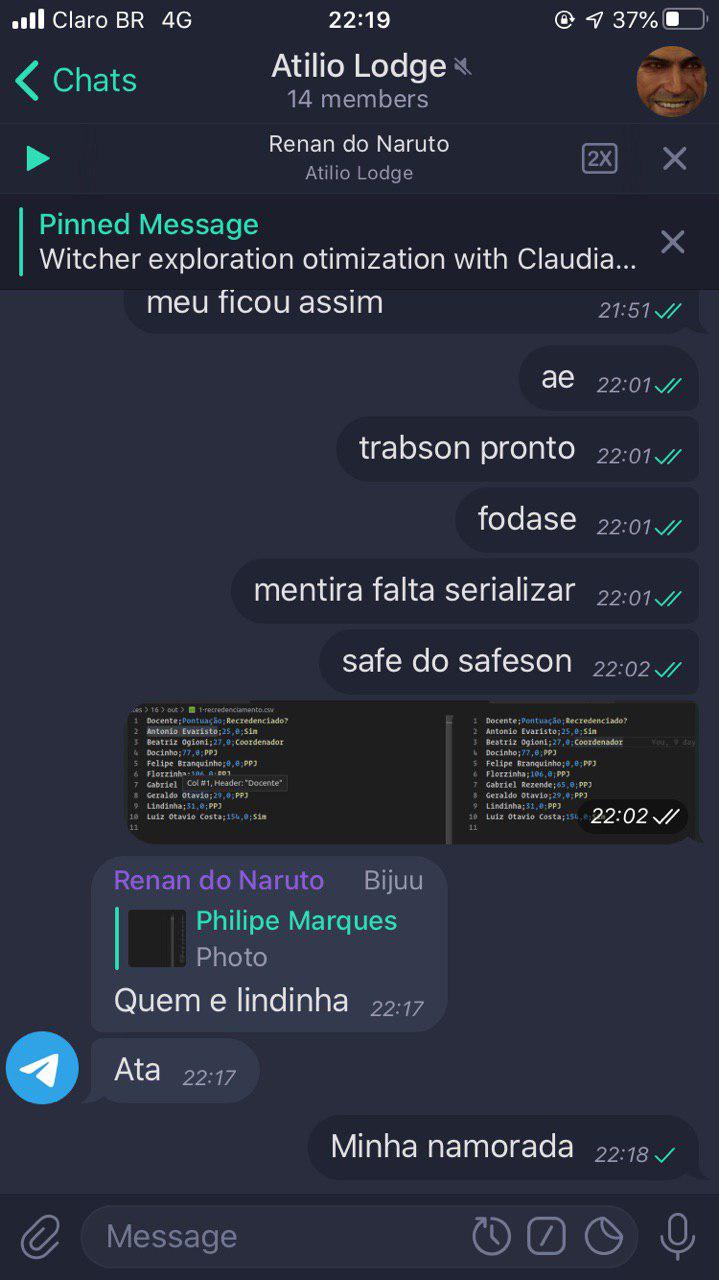 Claro BR 4G 22:19 37%
Chats Atilio Lodge
14 members
Renan do Naruto 2X
Atilio Lodge
Pinned Message
Witcher exploration otimization with Claudia...
meu ficou assim 21:51
ae 22:01
trabson pronto 22:01
fodase 22:01
mentira falta serializar 22:01
safe do safeson 22:02
> 16 > out > 1-recredenciamento.csv
1 Docente;Pontuação;Recredenciado?
2 Antonio Evaristo;25,0;Sim
3 Beatriz Ogioni;27,0;Coordenador
4 Docinho;77,0;PPJ
5 Felipe Branquinho;0,0;PPJ
6 Florzinha;106,0;PPJ
7 Gabriel
Col #1, Header: "Docente"
8 Geraldo Otavio;29,0;PPJ
9 Lindinha;31,0;PPJ
10 Luiz Otavio Costa;154,0;Sim
11
1 Docente;Pontuação;Recredenciado?
2 Antonio Evaristo;25,0;Sim
3 Beatriz Ogioni;27,0;Coordenador You, 9 day
4 Docinho;77,0;PPJ
5 Felipe Branquinho;0,0;PPJ
6 Florzinha;106,0;PPJ
7 Gabriel Rezende;65,0;PPJ
8 Geraldo Otavio;29,0;PPJ
9 Lindinha;31,0;PPJ
10 Luiz Otavio Costa;154,
11
22:02
Renan do Naruto Bijuu
Philipe Marques
Photo
Quem e lindinha 22:17
Ata 22:17
Minha namorada 22:18
Message